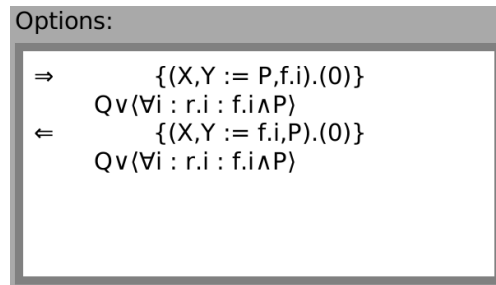 Options:
⇒ {(X,Y := P,f.i).(0)}
Q∨⟨∀i : r.i : f.i∧P⟩
⇐ {(X,Y := f.i,P).(0)}
Q∨⟨∀i : r.i : f.i∧P⟩